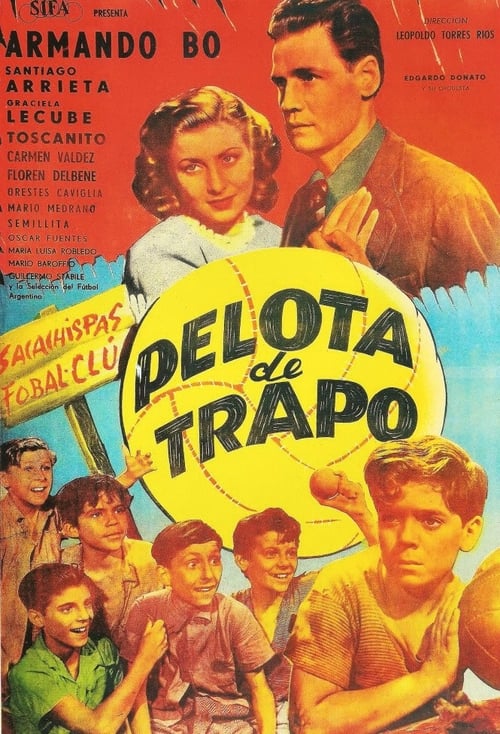 SIFA PRESENTA
ARMANDO BO
SANTIAGO
ARRIETA
GRACIELA
LECUBE
TOSCANITO
CARMEN VALDEZ
FLOREN DELBENE
ORESTES CAVIGLIA
MARIO MEDRANO
SEMILLITA
OSCAR FUENTES
MARIA LUISA ROBLEDO
MARIO BAROFFIO
GUILLERMO STABILE
y la Selección del Fútbol
Argentino
DIRECCION
LEOPOLDO TORRES RIOS
EDGARDO DONATO
Y SU ORQUESTA
SACACHISPAS
FOBAL-CLÚ
PELOTA
de
TRAPO